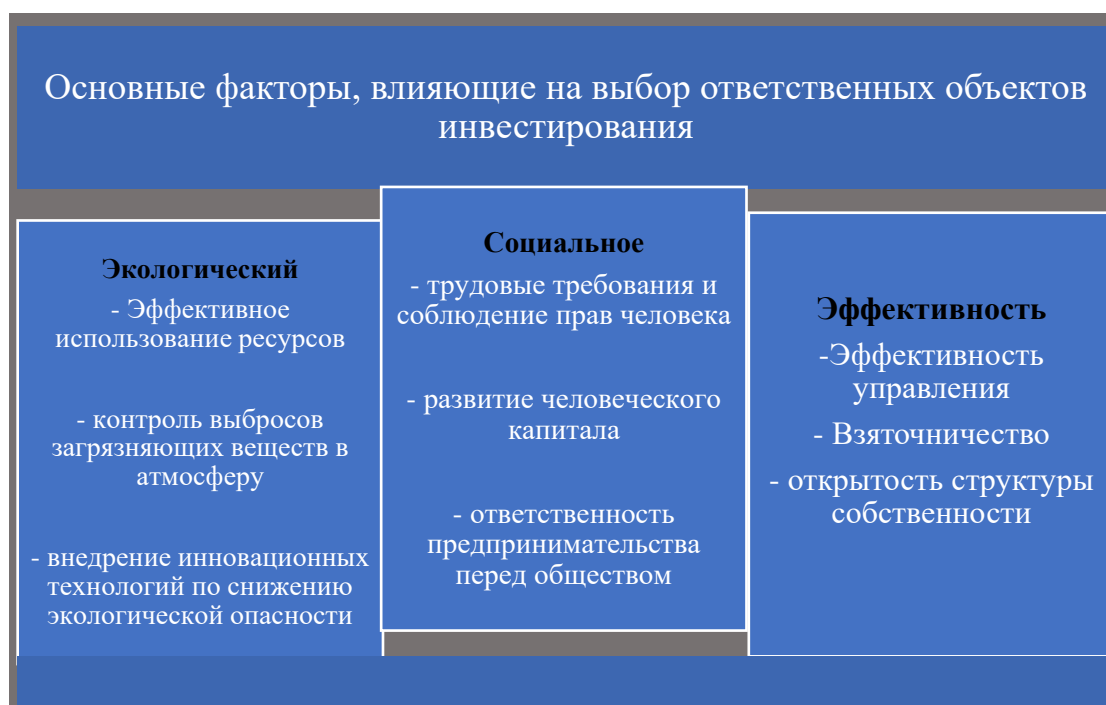 Основные факторы, влияющие на выбор ответственных объектов
инвестирования
Экологический
- Эффективное
использование ресурсов
- контроль выбросов
загрязняющих веществ в
атмосферу
- внедрение инновационных
технологий по снижению
экологической опасности
Социальное
- трудовые требования и
соблюдение прав человека
- развитие человеческого
капитала
- ответственность
предпринимательства
перед обществом
Эффективность
-Эффективность
управления
- Взяточничество
- открытость структуры
собственности